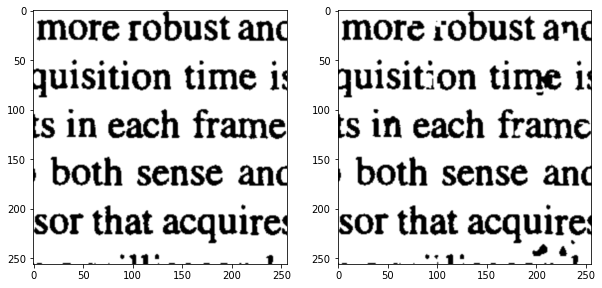 more robust and
quisition time is
ts in each frame
both sense and
sor that acquires
more robust and
quisition time is
ts in each frame
both sense and
sor that acquires
0
50
100
150
200
250
0 50 100 150 200 250
0
50
100
150
200
250
0 50 100 150 200 250